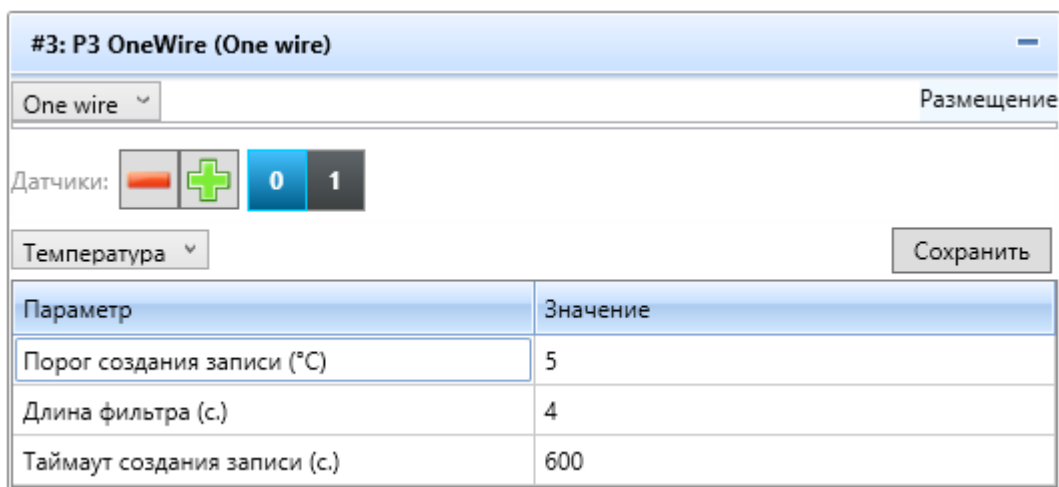 #3: P3 OneWire (One wire)
One wire Размещение
Датчики: 0 1
Температура Сохранить
Параметр Значение
Порог создания записи (°C) 5
Длина фильтра (с.) 4
Таймаут создания записи (с.) 600